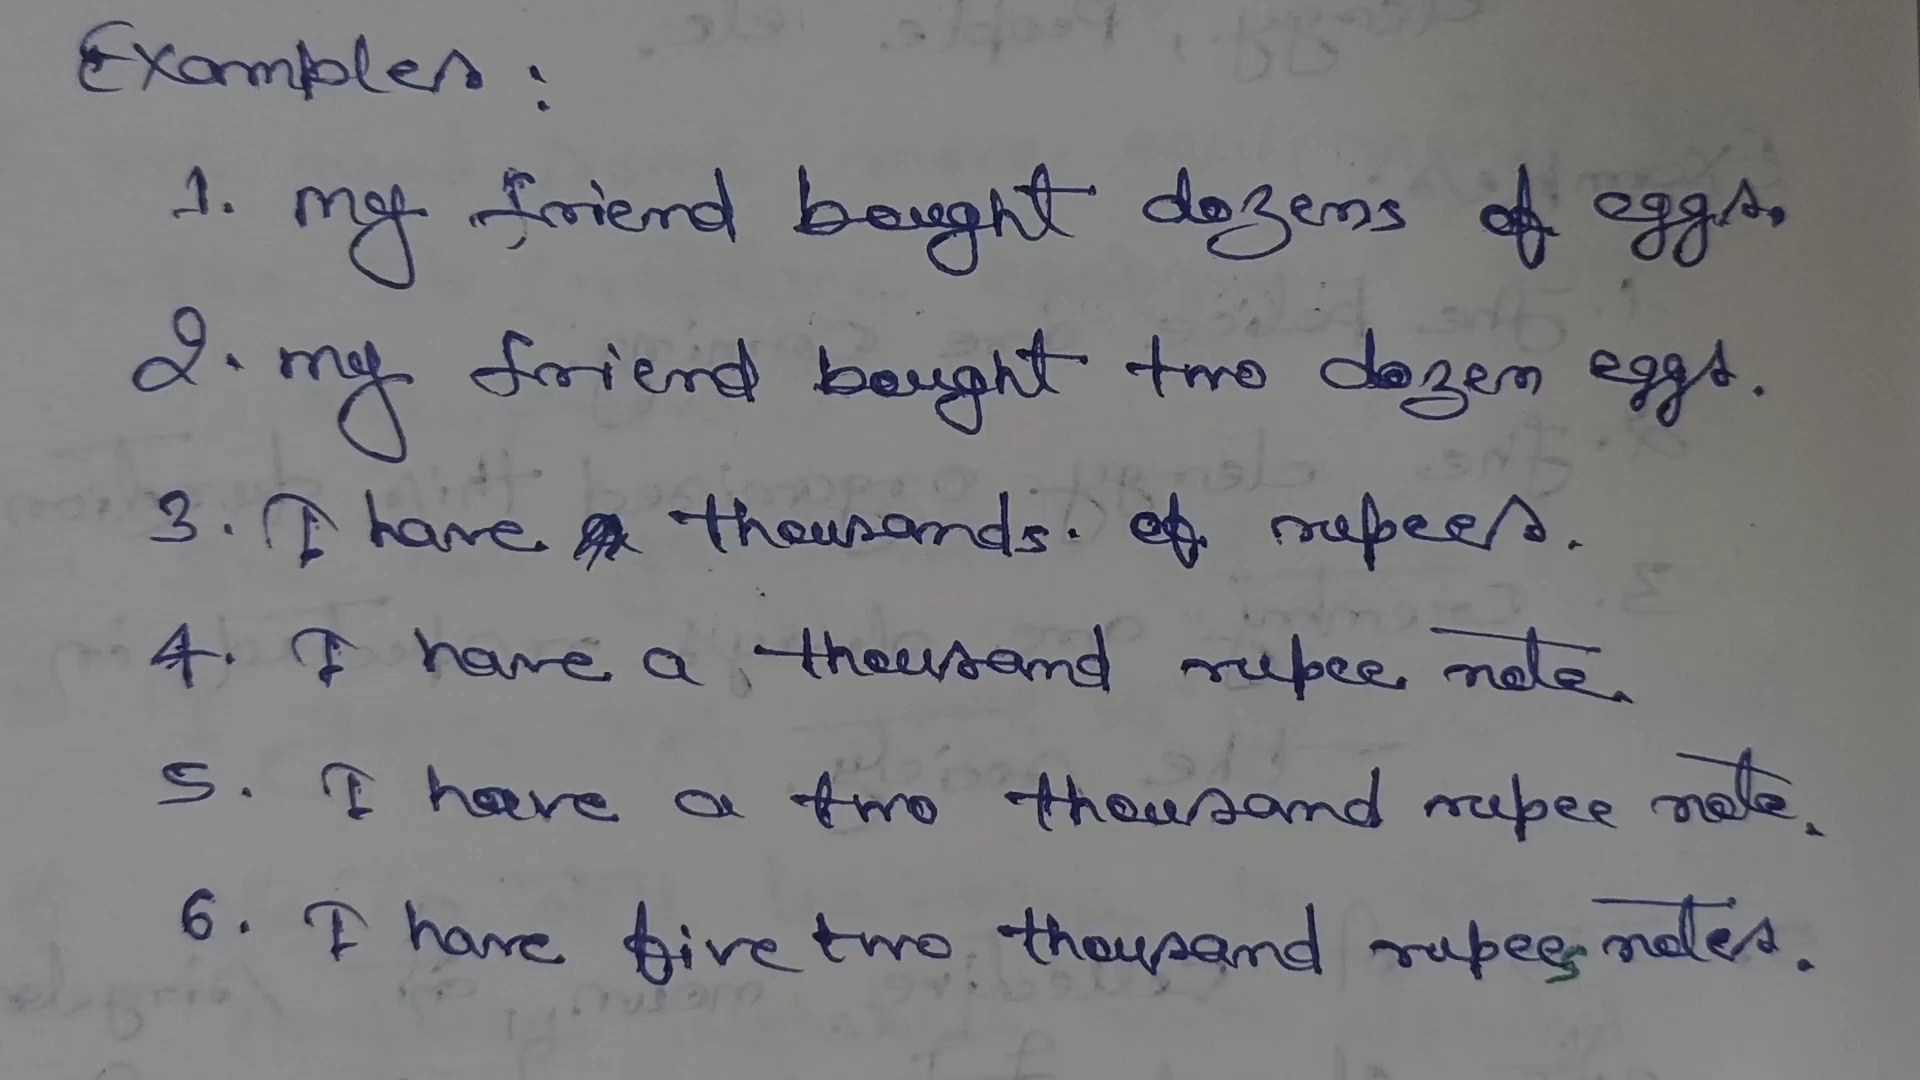 Examples:
1. my friend bought dozens of eggs.
2. my friend bought two dozen eggs.
3. I have thousands. of rupees.
4. I have a thousand rupee note.
5. I have a two thousand rupee note.
6. I have five two thousand rupees notes.